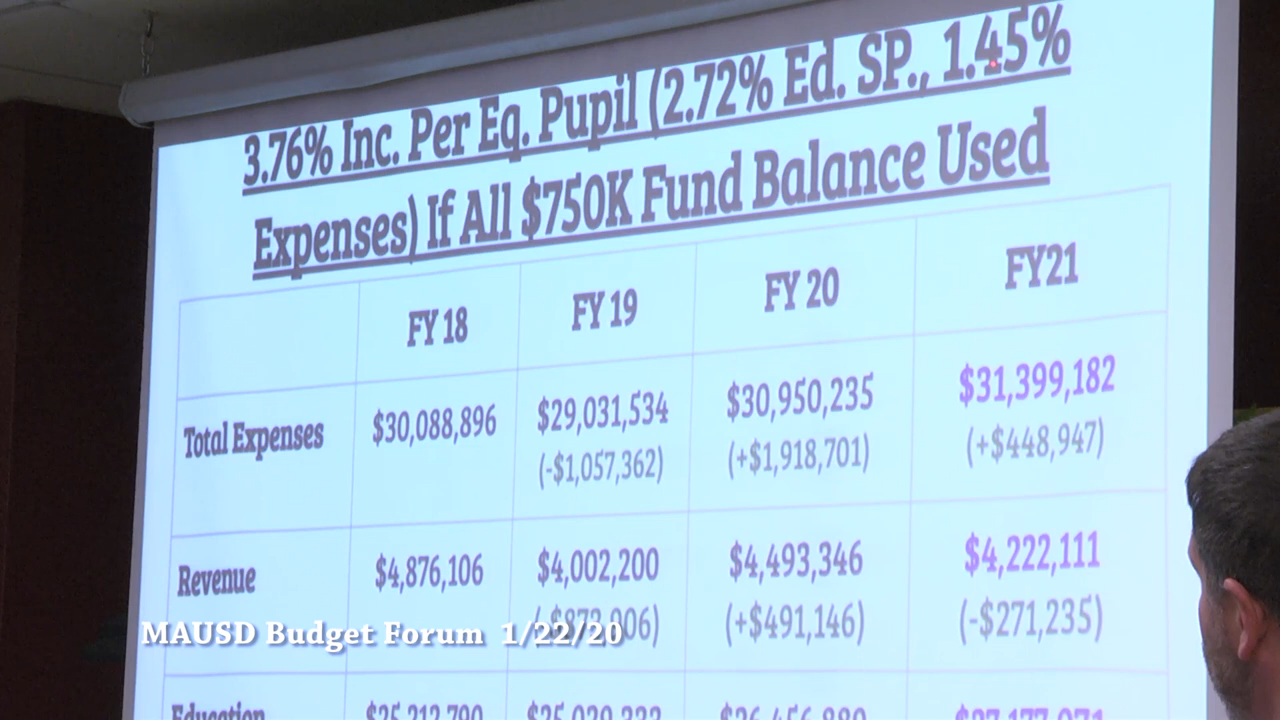 3.76% Inc. Per Eq. Pupil (2.72% Ed. SP., 1.45%
Expenses) If All $750K Fund Balance Used
FY 18 FY 19 FY 20 FY21
Total Expenses $30,088,896 $29,031,534 $30,950,235 $31,399,182
(-$1,057,362) (+$1,918,701) (+$448,947)
Revenue $4,876,106 $4,002,200 $4,493,346 $4,222,111
(+$491,146) (-$271,235)
MAUSD Budget Forum 1/22/20
Education